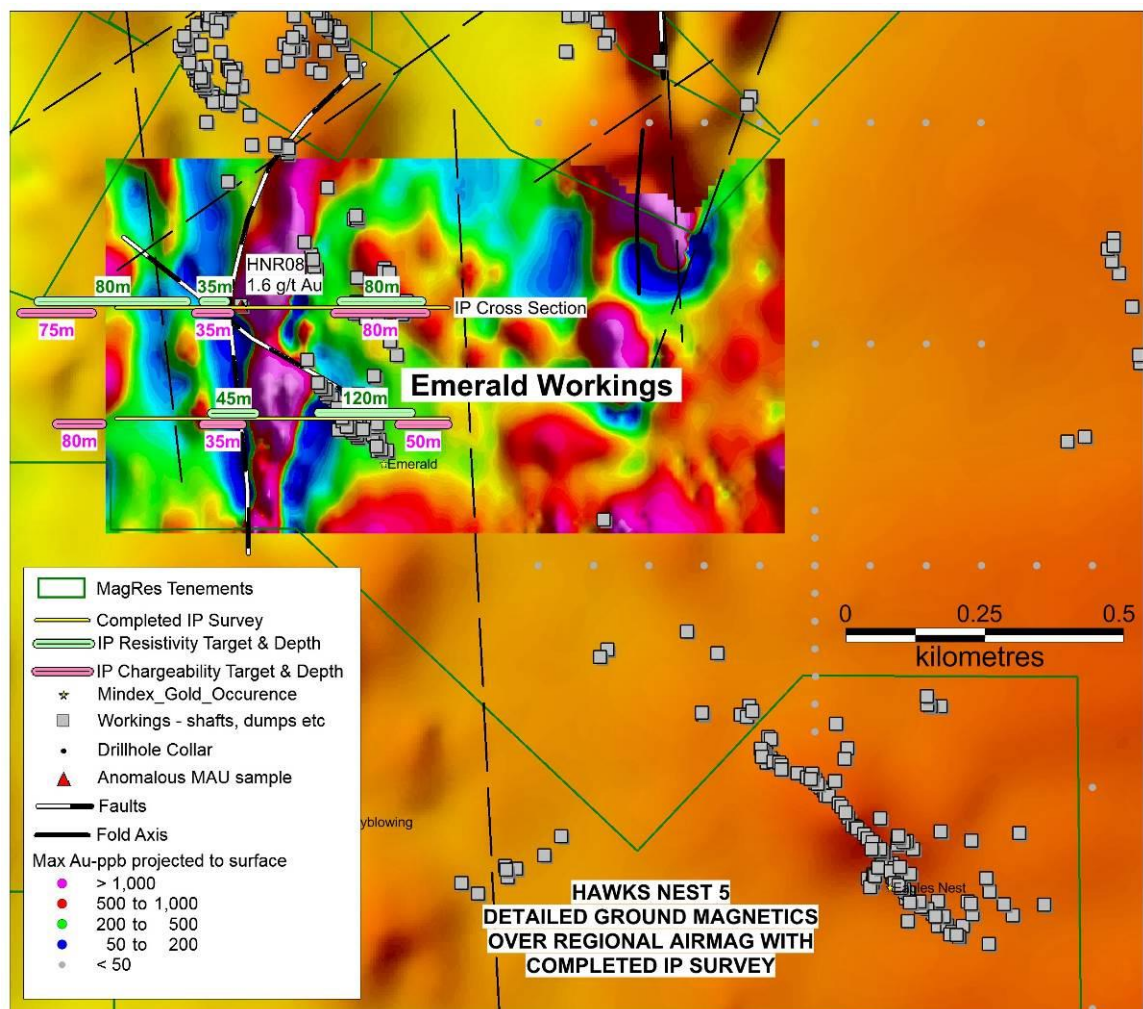 HNR08
1.6 g/t Au
80m
35m
80m
IP Cross Section
75m
35m
80m
Emerald Workings
45m
120m
80m
35m
50m
Emerald
MagRes Tenements
Completed IP Survey
IP Resistivity Target & Depth
IP Chargeability Target & Depth
Mindex_Gold_Occurence
Workings - shafts, dumps etc
Drillhole Collar
Anomalous MAU sample
Faults
Fold Axis
Max Au-ppb projected to surface
> 1,000
500 to 1,000
200 to 500
50 to 200
< 50
0 0.25 0.5
kilometres
yblowing
Eagles Nest
HAWKS NEST 5
DETAILED GROUND MAGNETICS
OVER REGIONAL AIRMAG WITH
COMPLETED IP SURVEY